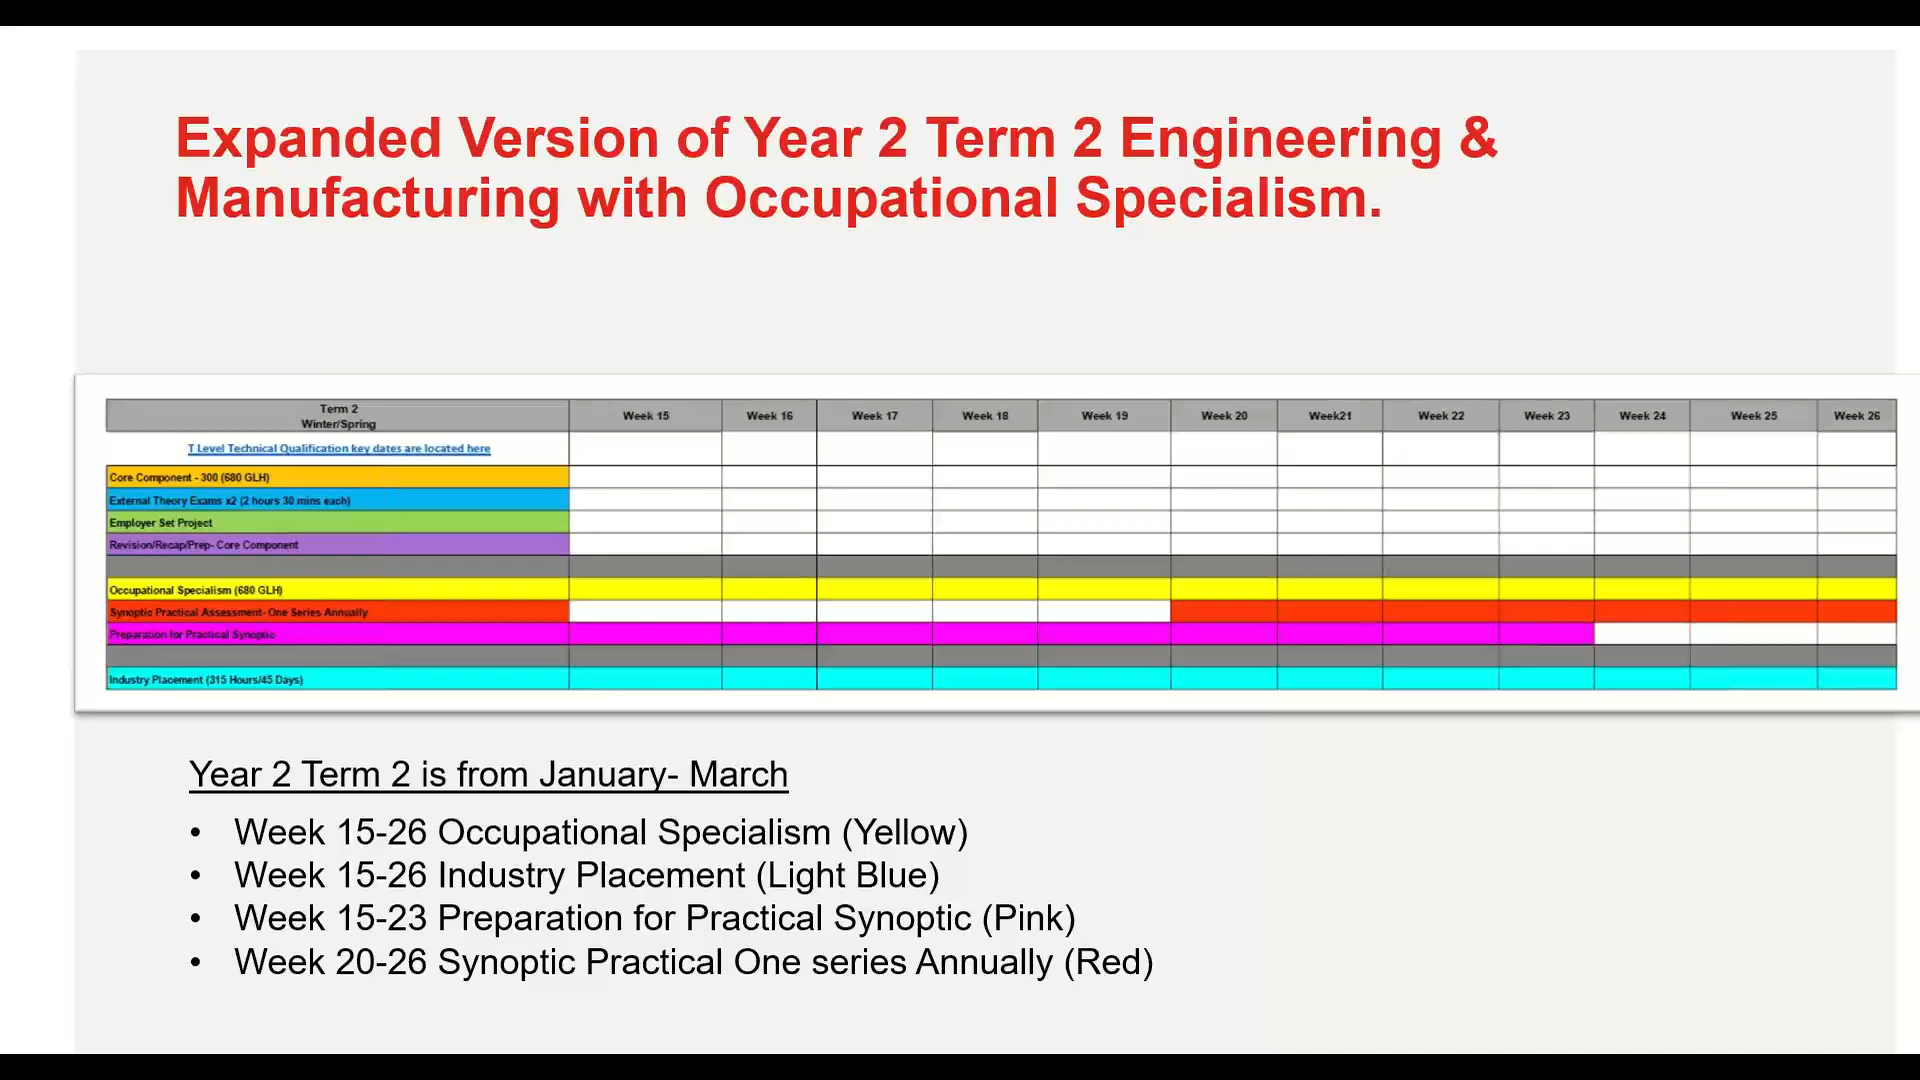 Expanded Version of Year 2 Term 2 Engineering &
Manufacturing with Occupational Specialism.
Term 2
Winter/Spring
Week 15
Week 16
Week 17
Week 18
Week 19
Week 20
Week21
Week 22
Week 23
Week 24
Week 25
Week 26
T Level Technical Qualification key dates are located here
Core Component - 300 (680 GLH)
External Theory Exams x2 (2 hours 30 mins each)
Employer Set Project
Revision/Recap/Prep- Core Component
Occupational Specialism (680 GLH)
Synoptic Practical Assessment- One Series Annually
Preparation for Practical Synoptic
Industry Placement (315 Hours/45 Days)
Year 2 Term 2 is from January- March
• Week 15-26 Occupational Specialism (Yellow)
• Week 15-26 Industry Placement (Light Blue)
• Week 15-23 Preparation for Practical Synoptic (Pink)
• Week 20-26 Synoptic Practical One series Annually (Red)